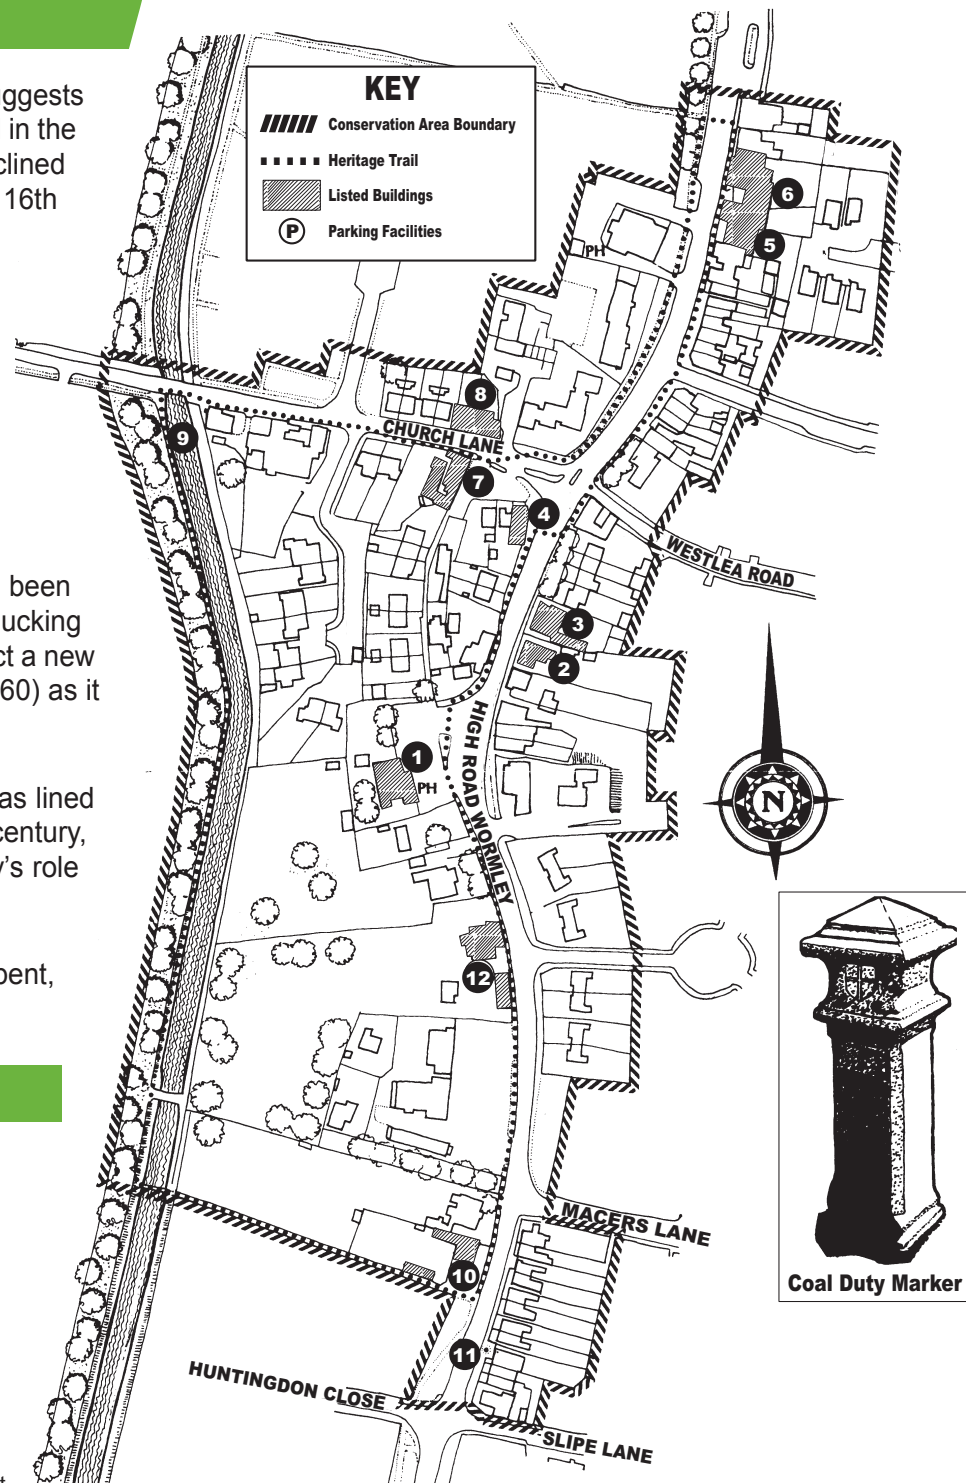 uggests
in the
clined
16th
been
ucking
ct a new
60) as it
as lined
century,
y's role
pent,
KEY
Conservation Area Boundary
Heritage Trail
Listed Buildings
P Parking Facilities
6
5
PH
8
CHURCH LANE
9
7
4
WESTLEA ROAD
3
2
HIGH ROAD WORMLEY
1
PH
N
12
MACERS LANE
10
11
HUNTINGDON CLOSE
SLIPE LANE
Coal Duty Marker